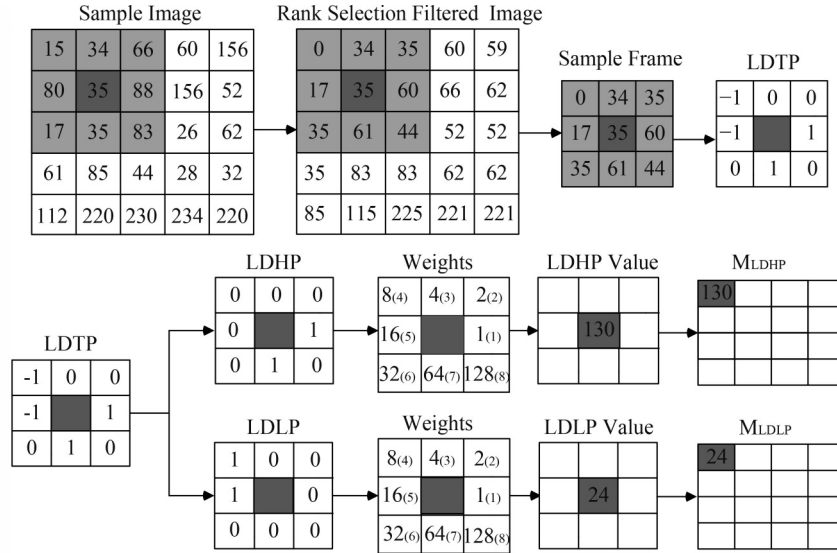 Sample Image
Rank Selection Filtered Image
15 34 66 60 156
80 35 88 156 52
17 35 83 26 62
61 85 44 28 32
112 220 230 234 220
0 34 35 60 59
17 35 60 66 62
35 61 44 52 52
35 83 83 62 62
85 115 225 221 221
Sample Frame
0 34 35
17 35 60
35 61 44
LDTP
−1 0 0
−1 1
0 1 0
LDTP
-1 0 0
-1 1
0 1 0
LDHP
0 0 0
0 1
0 1 0
Weights
8(4) 4(3) 2(2)
16(5) 1(1)
32(6) 64(7) 128(8)
LDHP Value
130
MLDHP
130
LDLP
1 0 0
1 0
0 0 0
Weights
8(4) 4(3) 2(2)
16(5) 1(1)
32(6) 64(7) 128(8)
LDLP Value
24
MLDLP
24